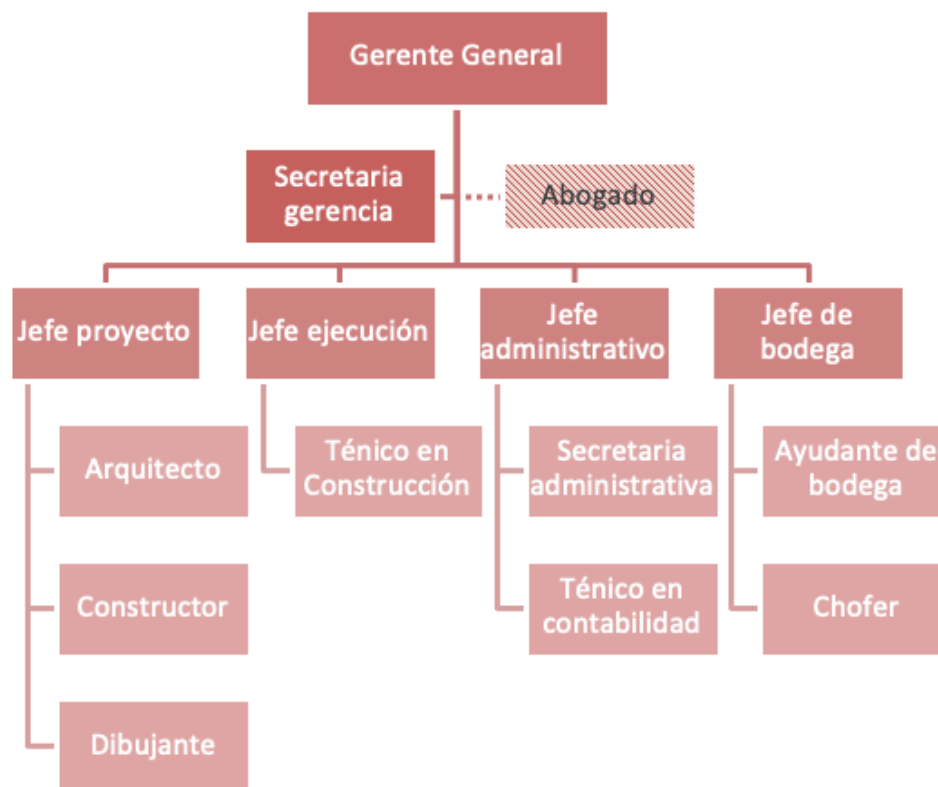 Gerente General
Secretaria
gerencia
Abogado
Jefe proyecto
Jefe ejecución
Jefe
administrativo
Jefe de
bodega
Arquitecto
Ténico en
Construcción
Secretaria
administrativa
Ayudante de
bodega
Constructor
Ténico en
contabilidad
Chofer
Dibujante